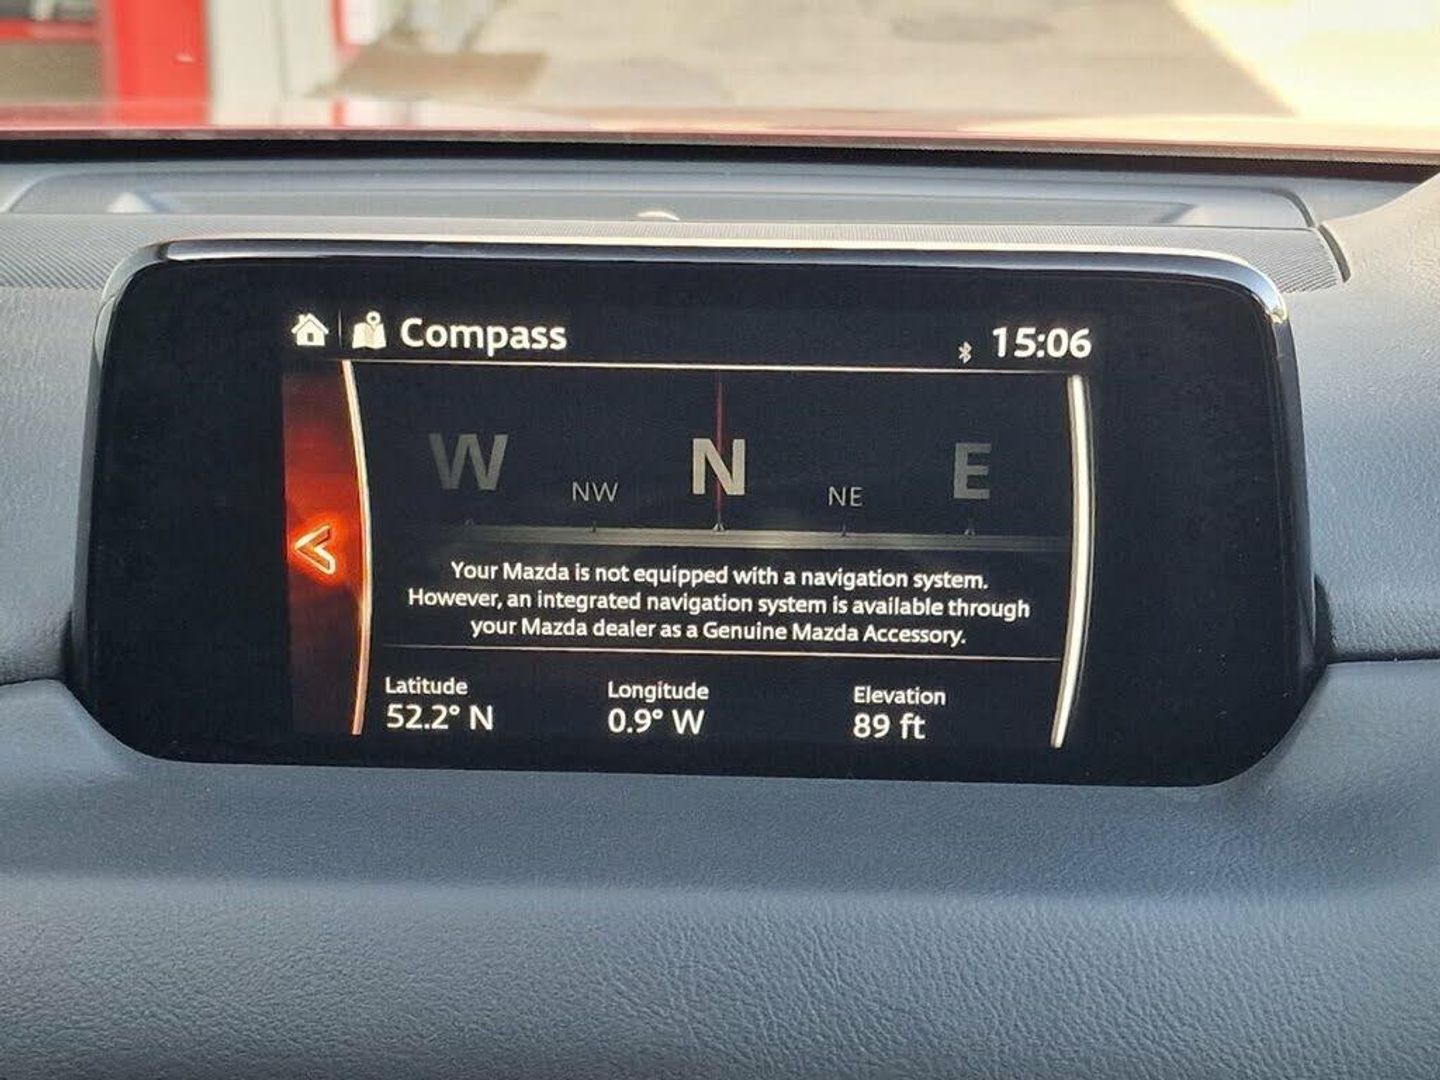 Compass
15:06
W NW N NE E
Your Mazda is not equipped with a navigation system.
However, an integrated navigation system is available through
your Mazda dealer as a Genuine Mazda Accessory.
Latitude Longitude Elevation
52.2° N 0.9° W 89 ft